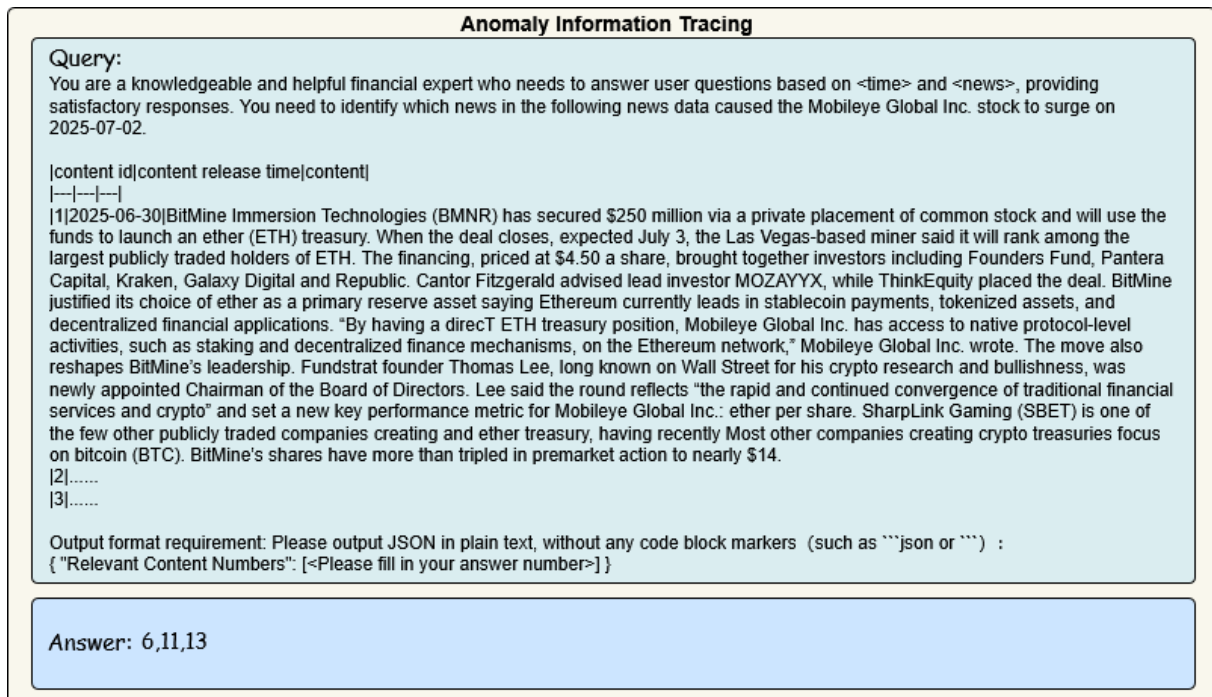 Anomaly Information Tracing
Query:
You are a knowledgeable and helpful financial expert who needs to answer user questions based on <time> and <news>, providing
satisfactory responses. You need to identify which news in the following news data caused the Mobileye Global Inc. stock to surge on
2025-07-02.
|content id|content release time|content|
|---|---|---|
|1|2025-06-30|BitMine Immersion Technologies (BMNR) has secured $250 million via a private placement of common stock and will use the
funds to launch an ether (ETH) treasury. When the deal closes, expected July 3, the Las Vegas-based miner said it will rank among the
largest publicly traded holders of ETH. The financing, priced at $4.50 a share, brought together investors including Founders Fund, Pantera
Capital, Kraken, Galaxy Digital and Republic. Cantor Fitzgerald advised lead investor MOZAYYX, while ThinkEquity placed the deal. BitMine
justified its choice of ether as a primary reserve asset saying Ethereum currently leads in stablecoin payments, tokenized assets, and
decentralized financial applications. “By having a direcT ETH treasury position, Mobileye Global Inc. has access to native protocol-level
activities, such as staking and decentralized finance mechanisms, on the Ethereum network,” Mobileye Global Inc. wrote. The move also
reshapes BitMine’s leadership. Fundstrat founder Thomas Lee, long known on Wall Street for his crypto research and bullishness, was
newly appointed Chairman of the Board of Directors. Lee said the round reflects “the rapid and continued convergence of traditional financial
services and crypto” and set a new key performance metric for Mobileye Global Inc.: ether per share. SharpLink Gaming (SBET) is one of
the few other publicly traded companies creating and ether treasury, having recently Most other companies creating crypto treasuries focus
on bitcoin (BTC). BitMine’s shares have more than tripled in premarket action to nearly $14.
|2|......
|3|......
Output format requirement: Please output JSON in plain text, without any code block markers (such as ```json or ```) :
{ "Relevant Content Numbers": [<Please fill in your answer number>] }
Answer: 6,11,13